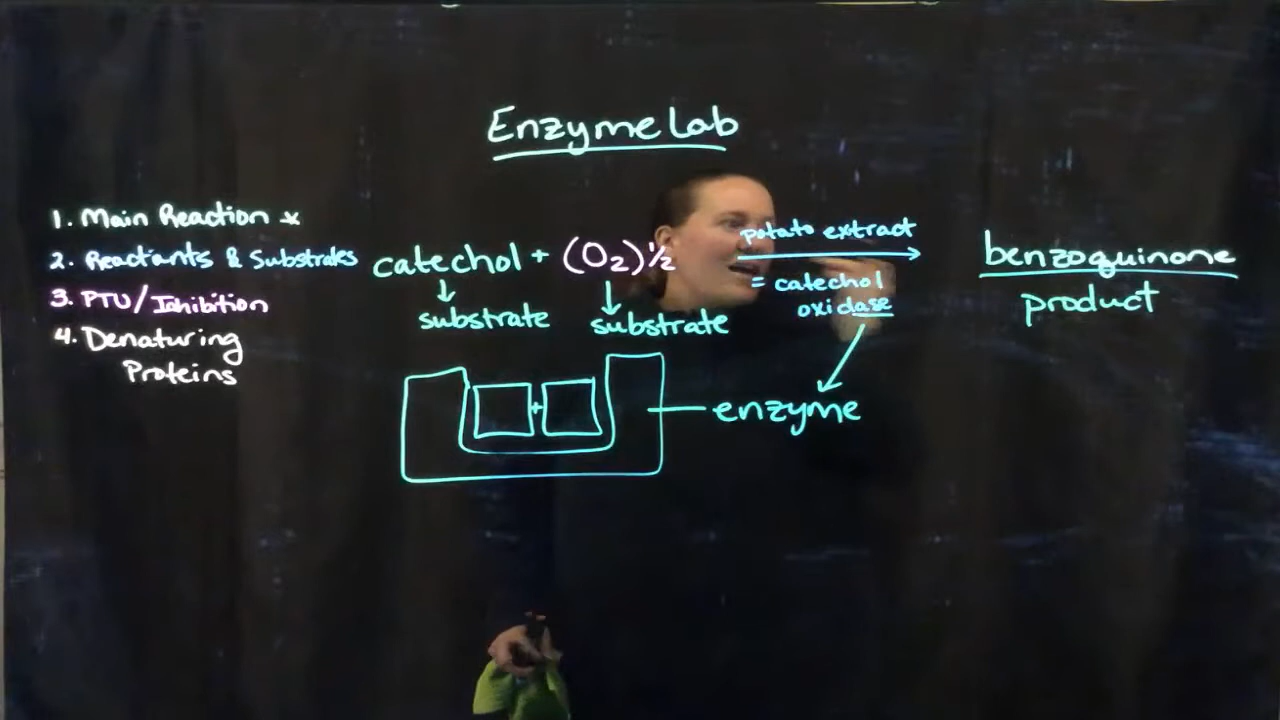 Enzyme Lab
1. Main Reaction *
2. Reactants & Substrates
3. PTU/Inhibition
4. Denaturing
Proteins
catechol + (O₂)½
potato extract
= catechol
oxidase
benzoquinone
product
substrate
substrate
+
enzyme